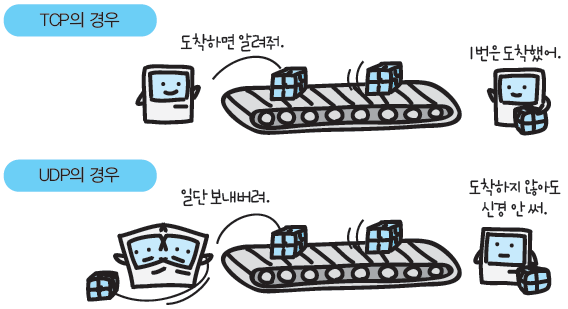 TCP의 경우
도착하면 알려줘.
1번은 도착했어.
UDP의 경우
일단 보내버려.
도착하지 않아도
신경 안 써.